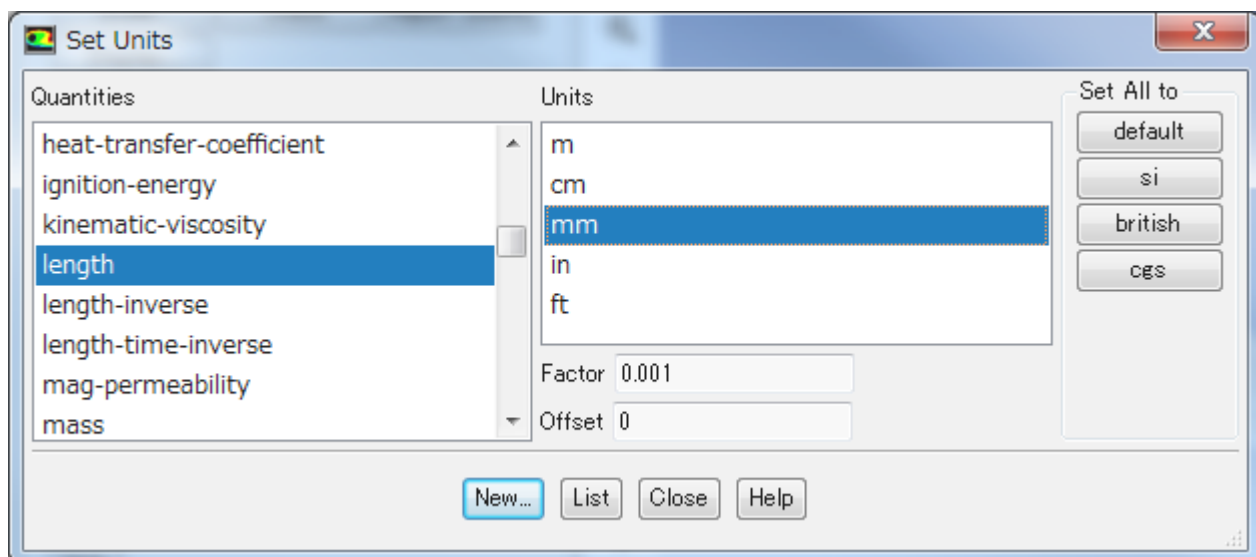 Set Units
Quantities
heat-transfer-coefficient
ignition-energy
kinematic-viscosity
length
length-inverse
length-time-inverse
mag-permeability
mass
Units
m
cm
mm
in
ft
Factor 0.001
Offset 0
Set All to
default
si
british
cgs
New... List Close Help